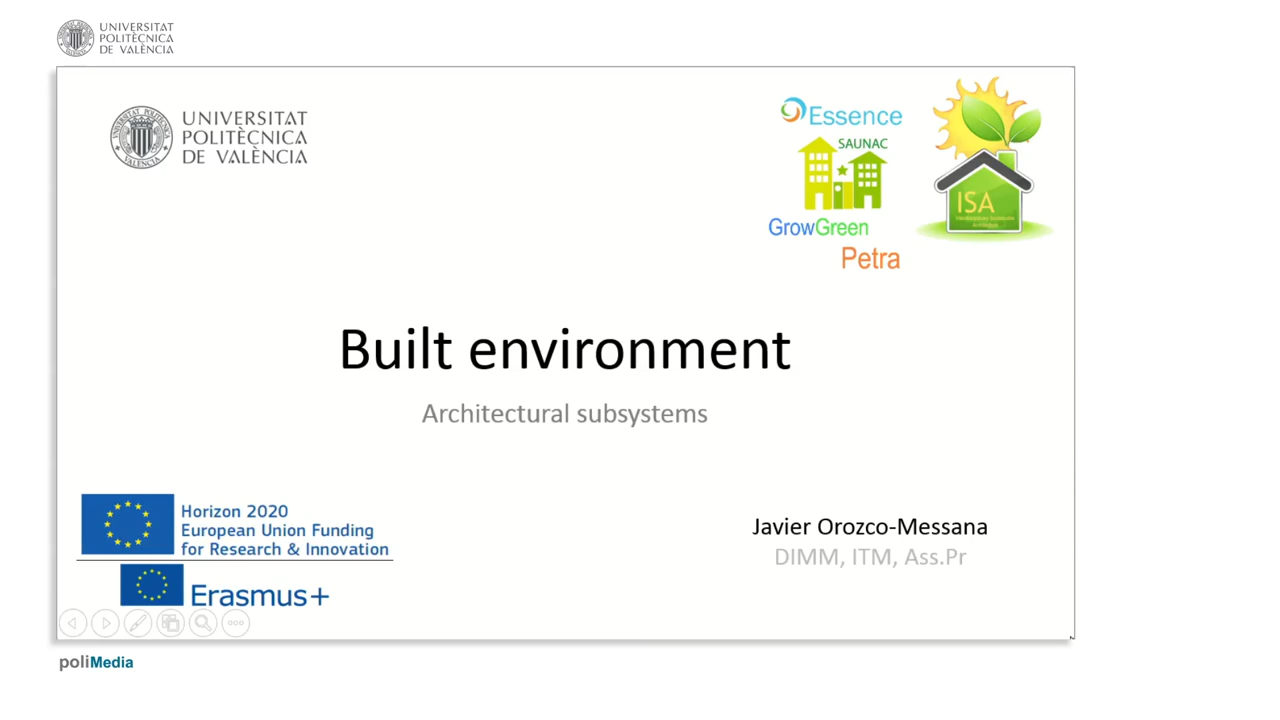 UNIVERSITAT
POLITÈCNICA
DE VALÈNCIA
UNIVERSITAT
POLITÈCNICA
DE VALÈNCIA
Essence
SAUNAC
GrowGreen
Petra
ISA
Built environment
Architectural subsystems
Horizon 2020
European Union Funding
for Research & Innovation
Erasmus+
Javier Orozco-Messana
DIMM, ITM, Ass.Pr
poliMedia